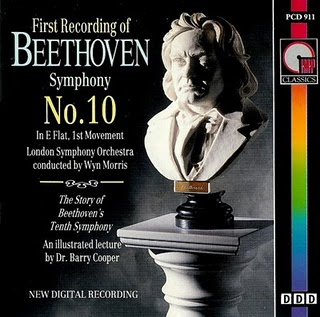 First Recording of
BEETHOVEN
Symphony
No.10
In E Flat, 1st Movement
London Symphony Orchestra
conducted by Wyn Morris
The Story of
Beethoven's
Tenth Symphony
An illustrated lecture
by Dr. Barry Cooper
NEW DIGITAL RECORDING
PCD 911
CLASSICS
DDD